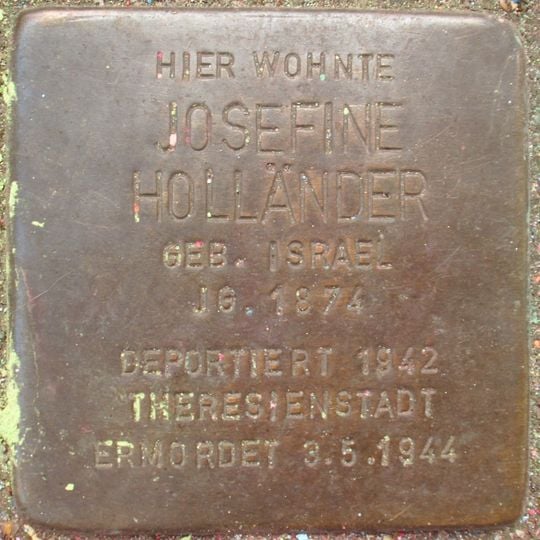 HIER WOHNTE
JOSEFINE
HOLLÄNDER
GEB. ISRAEL
JG. 1874
DEPORTIERT 1942
THERESIENSTADT
ERMORDET 3.5.1944